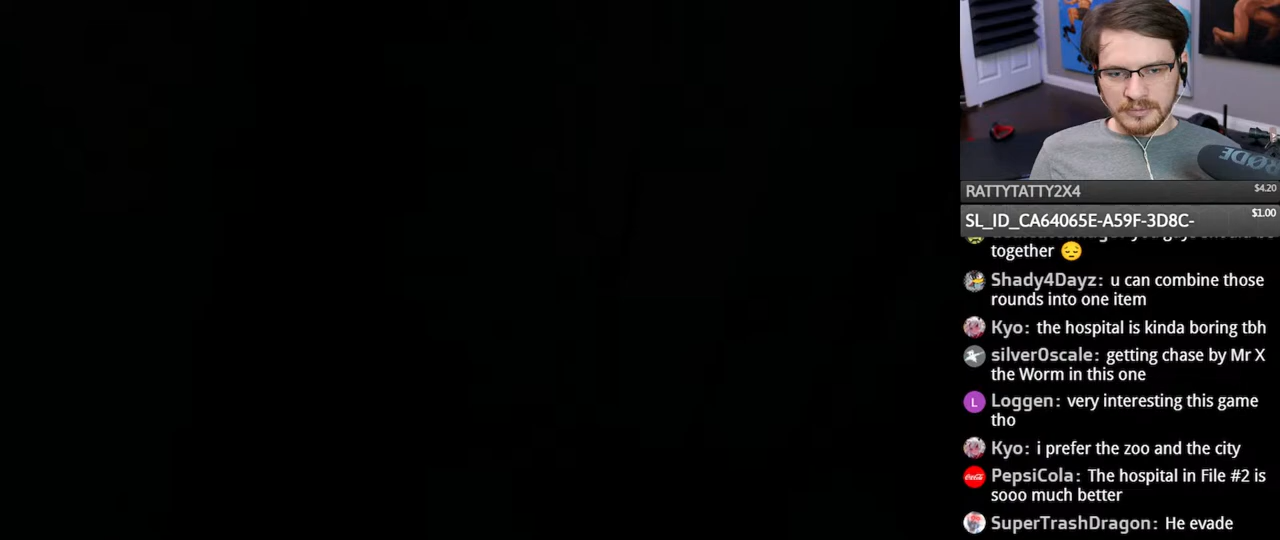 RØDE
RATTYTATTY2X4
$4.20
SL_ID_CA64065E-A59F-3D8C-
$1.00
together 😔
Shady4Dayz: u can combine those
rounds into one item
Kyo: the hospital is kinda boring tbh
silver0scale: getting chase by Mr X
the Worm in this one
L
Loggen: very interesting this game
tho
Kyo: i prefer the zoo and the city
PepsiCola: The hospital in File #2 is
sooo much better
SuperTrashDragon: He evade